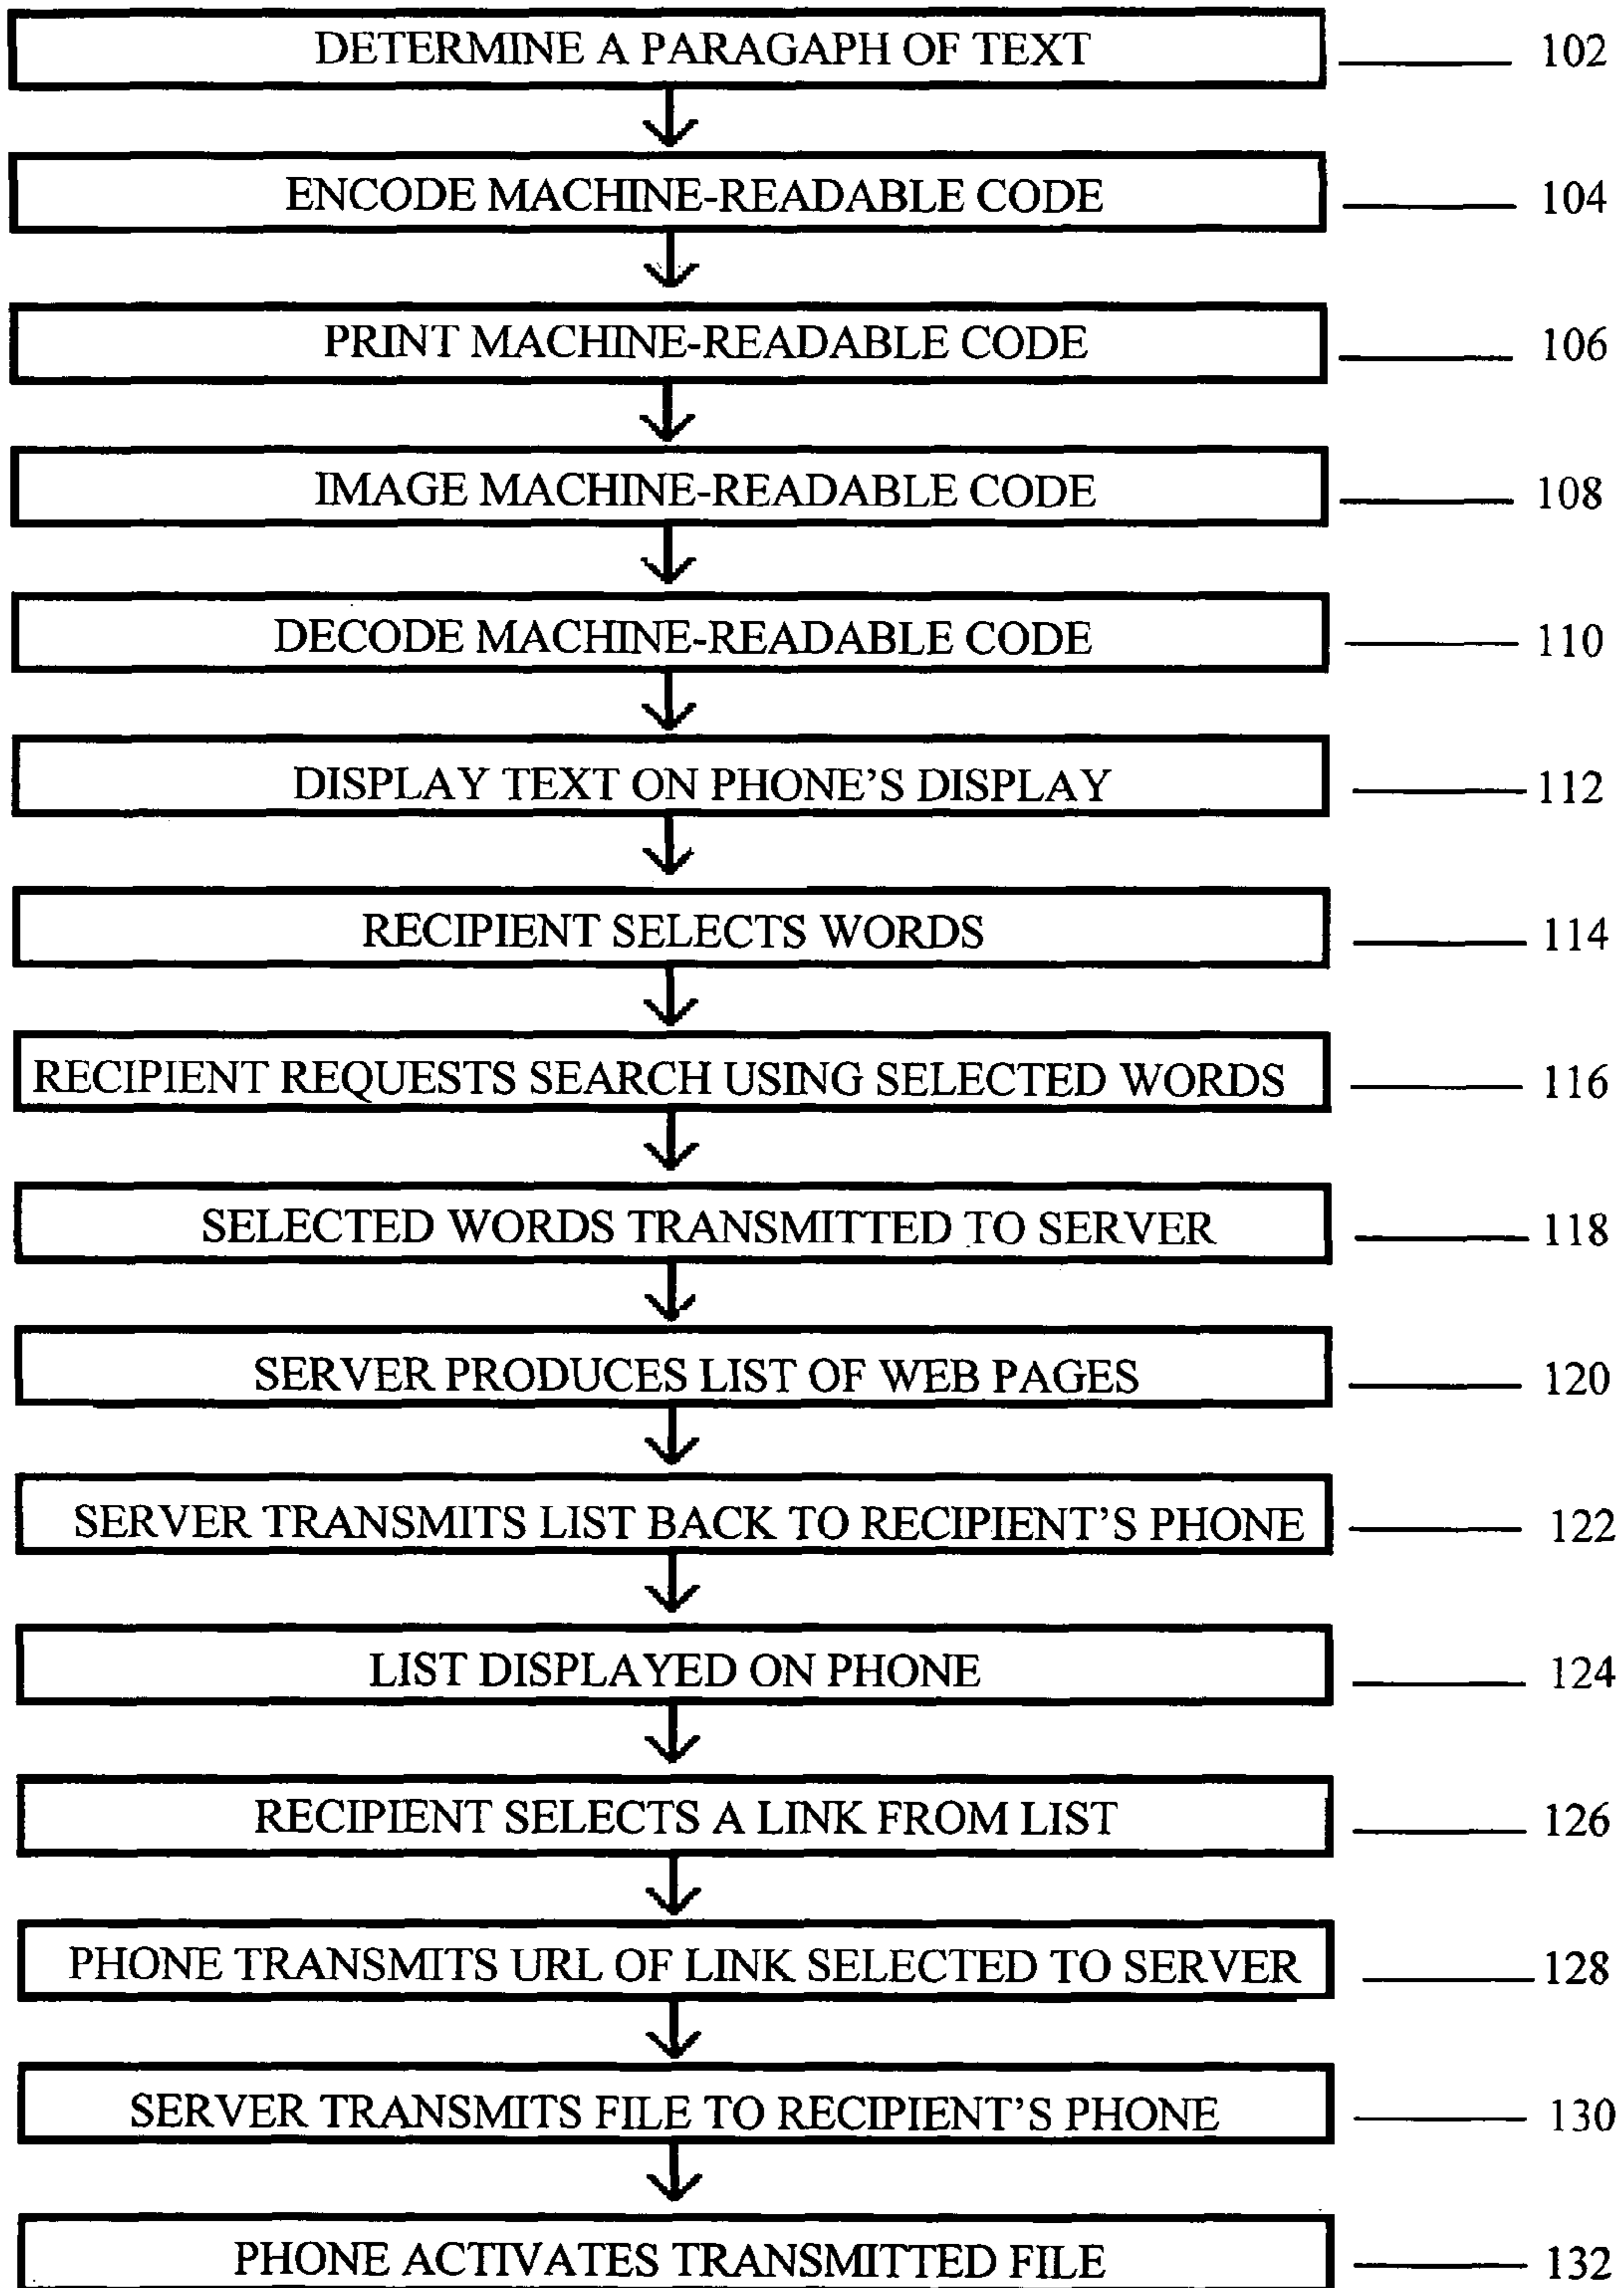 DETERMINE A PARAGAPH OF TEXT 102
ENCODE MACHINE-READABLE CODE 104
PRINT MACHINE-READABLE CODE 106
IMAGE MACHINE-READABLE CODE 108
DECODE MACHINE-READABLE CODE 110
DISPLAY TEXT ON PHONE'S DISPLAY 112
RECIPIENT SELECTS WORDS 114
RECIPIENT REQUESTS SEARCH USING SELECTED WORDS 116
SELECTED WORDS TRANSMITTED TO SERVER 118
SERVER PRODUCES LIST OF WEB PAGES 120
SERVER TRANSMITS LIST BACK TO RECIPIENT'S PHONE 122
LIST DISPLAYED ON PHONE 124
RECIPIENT SELECTS A LINK FROM LIST 126
PHONE TRANSMITS URL OF LINK SELECTED TO SERVER 128
SERVER TRANSMITS FILE TO RECIPIENT'S PHONE 130
PHONE ACTIVATES TRANSMITTED FILE 132